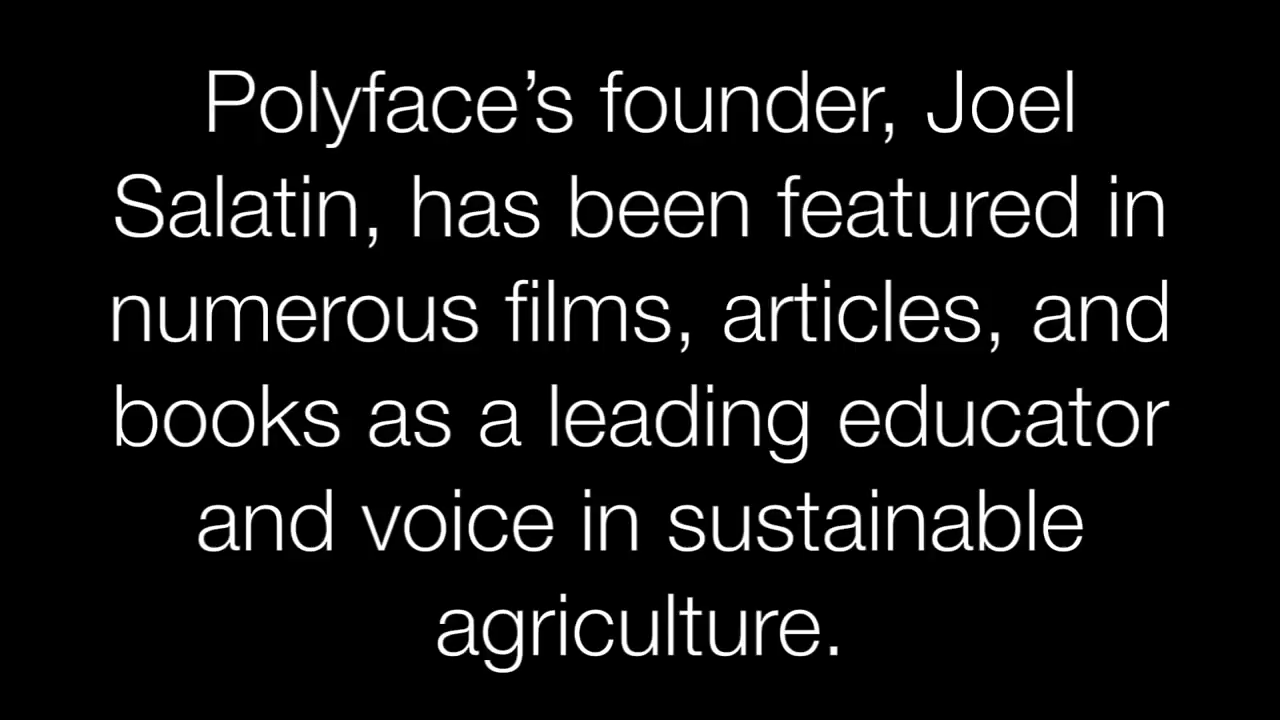 Polyface’s founder, Joel
Salatin, has been featured in
numerous films, articles, and
books as a leading educator
and voice in sustainable
agriculture.